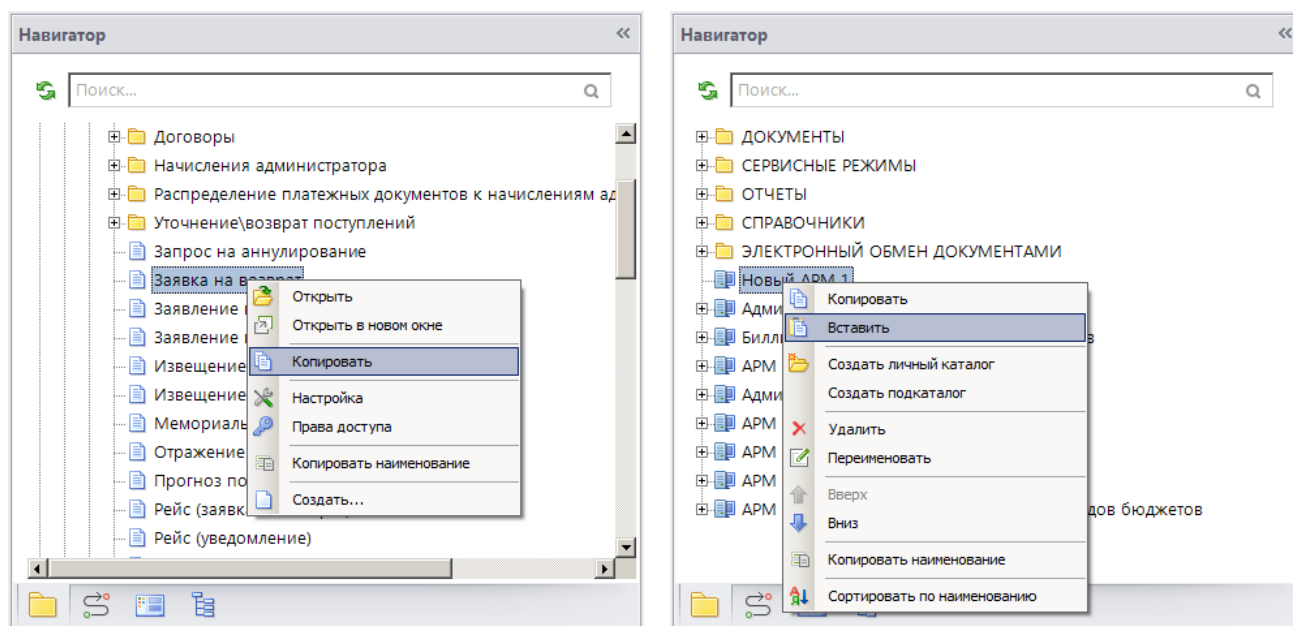 Навигатор
Поиск...
Договоры
Начисления администратора
Распределение платежных документов к начислениям ад
Уточнение\возврат поступлений
Запрос на аннулирование
Заявка на возврат
Заявление
Заявление
Извещение
Извещение
Мемориаль
Отражение
Прогноз по
Рейс (заявк
Рейс (уведомление)
Открыть
Открыть в новом окне
Копировать
Настройка
Права доступа
Копировать наименование
Создать...
Навигатор
Поиск...
ДОКУМЕНТЫ
СЕРВИСНЫЕ РЕЖИМЫ
ОТЧЕТЫ
СПРАВОЧНИКИ
ЭЛЕКТРОННЫЙ ОБМЕН ДОКУМЕНТАМИ
Новый АРМ 1
Адми
Билли
АРМ
Адми
АРМ
АРМ
АРМ
АРМ дов бюджетов
Копировать
Вставить
Создать личный каталог
Создать подкаталог
Удалить
Переименовать
Вверх
Вниз
Копировать наименование
Сортировать по наименованию